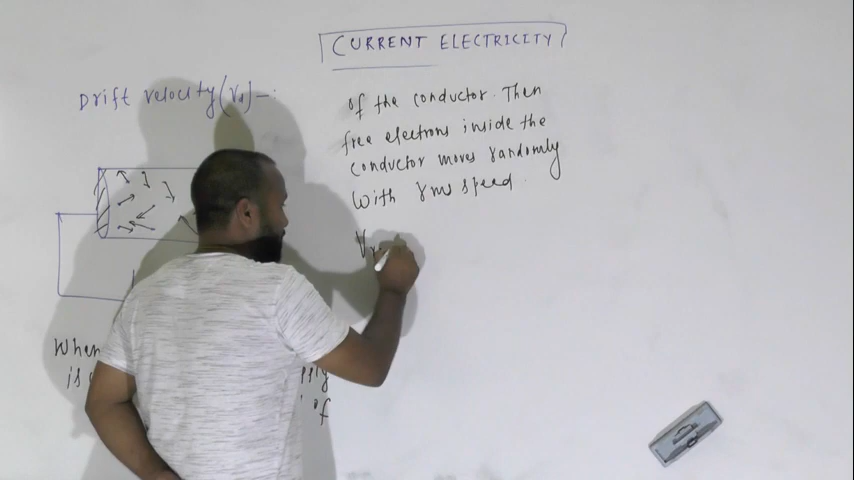 CURRENT ELECTRICITY
Drift velocity (vd) -:
When
is
of
of the conductor. Then
free electrons inside the
conductor moves randomly
with rms speed.
Vr